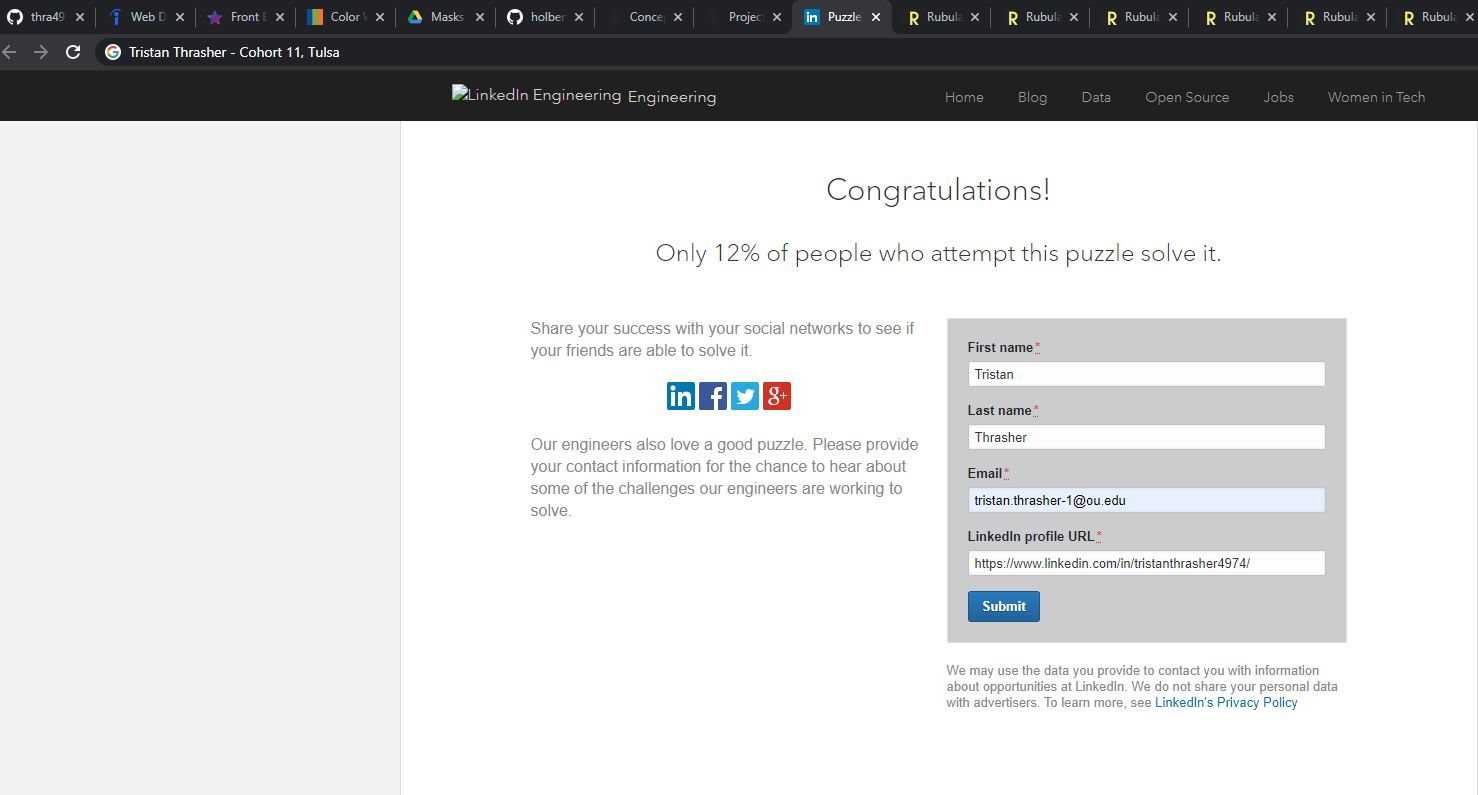 thra49
Web D
Front E
Color W
Masks
holber
Conce
Project
in
Puzzle
R Rubula
R Rubula
R Rubula
R Rubula
R Rubula
R Rubula
Tristan Thrasher - Cohort 11, Tulsa
LinkedIn Engineering Engineering
Home Blog Data Open Source Jobs Women in Tech
Congratulations!
Only 12% of people who attempt this puzzle solve it.
Share your success with your social networks to see if
your friends are able to solve it.
in f g+
Our engineers also love a good puzzle. Please provide
your contact information for the chance to hear about
some of the challenges our engineers are working to
solve.
First name*
Tristan
Last name*
Thrasher
Email*
tristan.thrasher-1@ou.edu
LinkedIn profile URL*
https://www.linkedin.com/in/tristanthrasher4974/
Submit
We may use the data you provide to contact you with information
about opportunities at LinkedIn. We do not share your personal data
with advertisers. To learn more, see LinkedIn's Privacy Policy